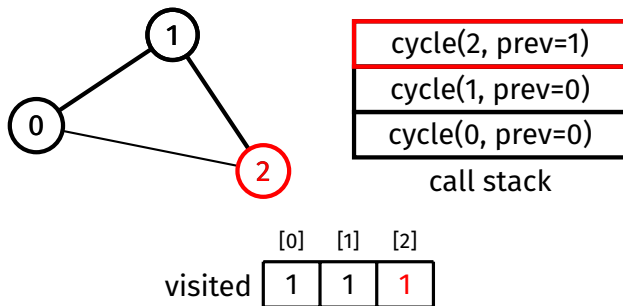 1
0
2
cycle(2, prev=1)
cycle(1, prev=0)
cycle(0, prev=0)
call stack
[0] [1] [2]
visited 1 1 1